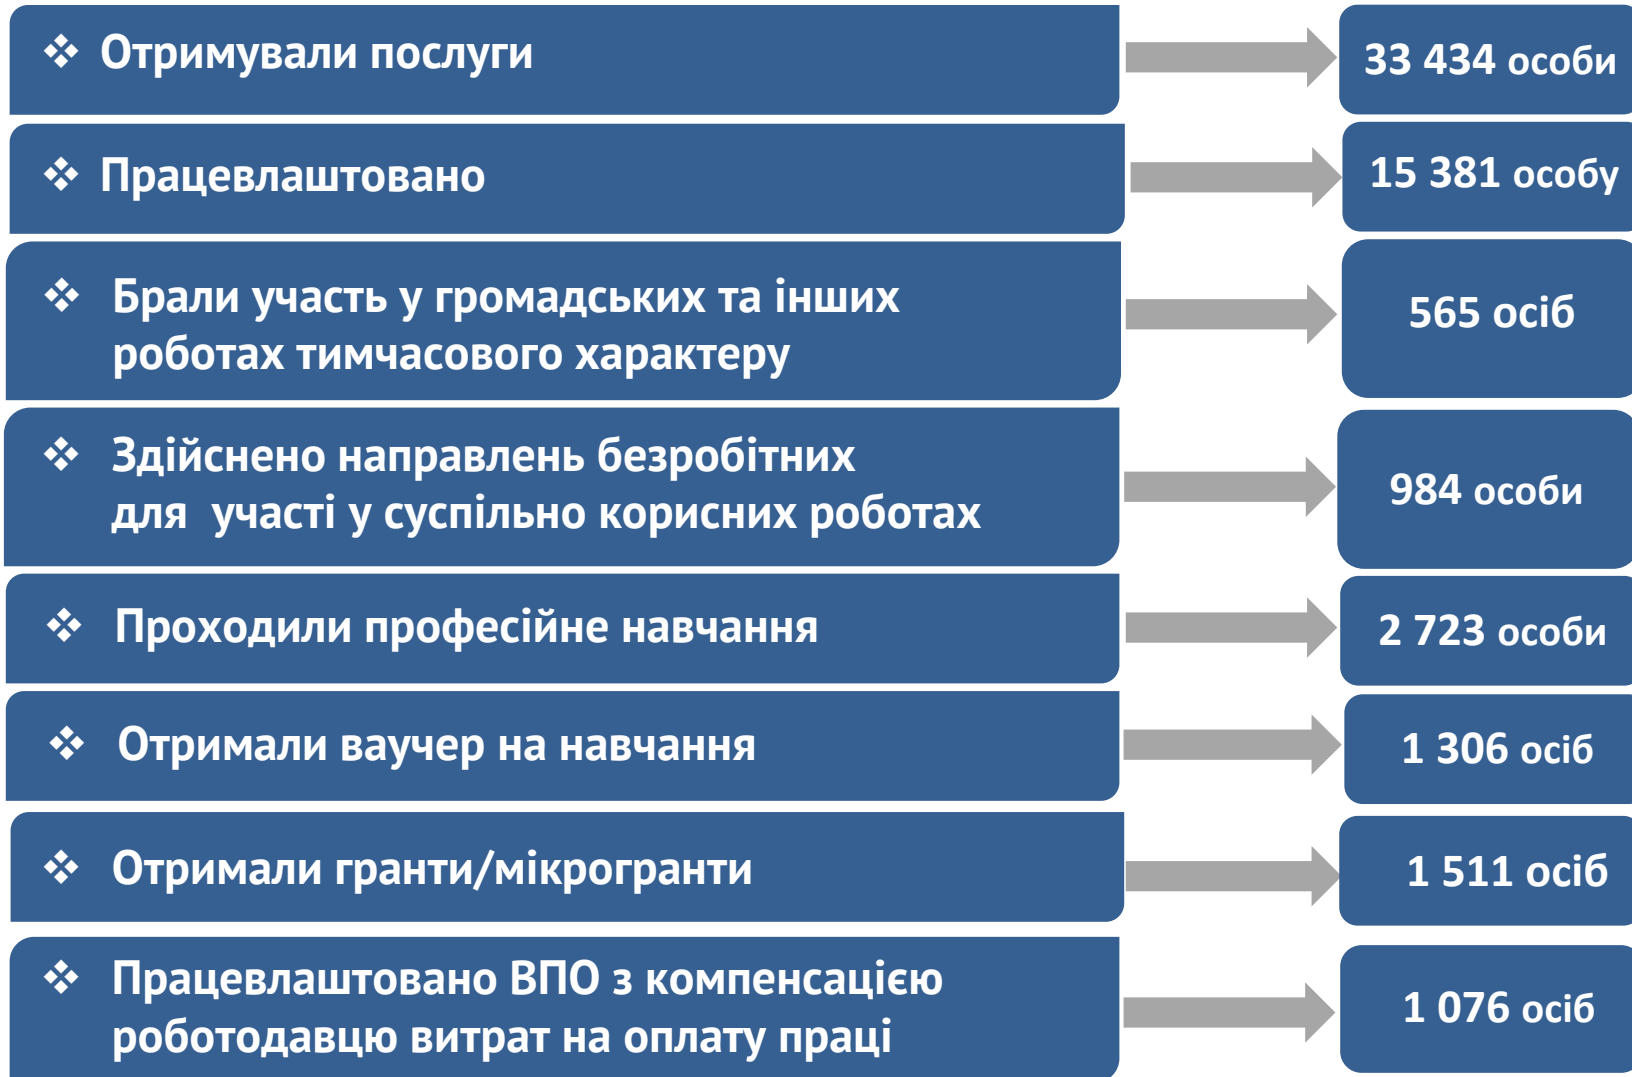 ❖ Отримували послуги
33 434 особи
❖ Працевлаштовано
15 381 особу
❖ Брали участь у громадських та інших
роботах тимчасового характеру
565 осіб
❖ Здійснено направлень безробітних
для участі у суспільно корисних роботах
984 особи
❖ Проходили професійне навчання
2 723 особи
❖ Отримали ваучер на навчання
1 306 осіб
❖ Отримали гранти/мікрогранти
1 511 осіб
❖ Працевлаштовано ВПО з компенсацією
роботодавцю витрат на оплату праці
1 076 осіб